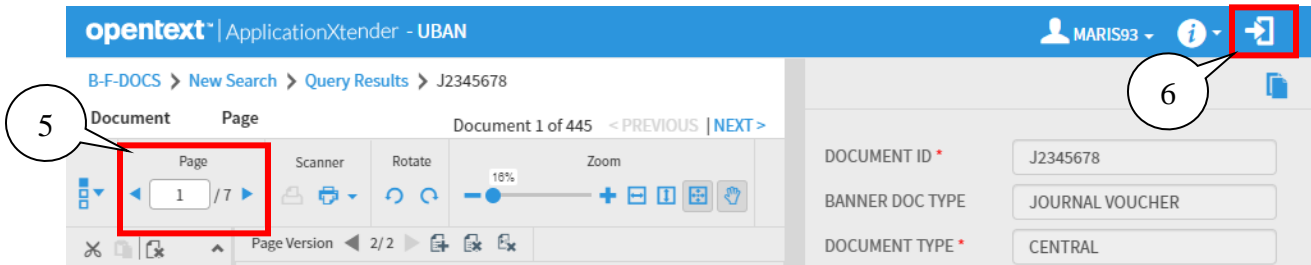 opentext™ | ApplicationXtender - UBAN MARIS93
6
B-F-DOCS > New Search > Query Results > J2345678
5
Document Page
Document 1 of 445 < PREVIOUS | NEXT >
Page Scanner Rotate Zoom
1 / 7 16%
Page Version 2/2
DOCUMENT ID * J2345678
BANNER DOC TYPE JOURNAL VOUCHER
DOCUMENT TYPE * CENTRAL